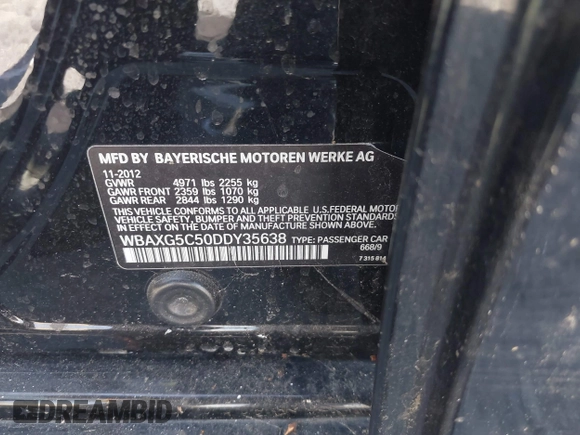 MFD BY BAYERISCHE MOTOREN WERKE AG
11-2012
GVWR 4971 lbs 2255 kg
GAWR FRONT 2359 lbs 1070 kg
GAWR REAR 2844 lbs 1290 kg
THIS VEHICLE CONFORMS TO ALL APPLICABLE U.S.FEDERAL MOTOR
VEHICLE SAFETY, BUMPER AND THEFT PREVENTION STANDARDS
IN EFFECT ON THE DATE OF MANUFACTURE SHOWN ABOVE.
WBAXG5C50DDY35638 TYPE: PASSENGER CAR
668/9
7 315 814
DREAMBID